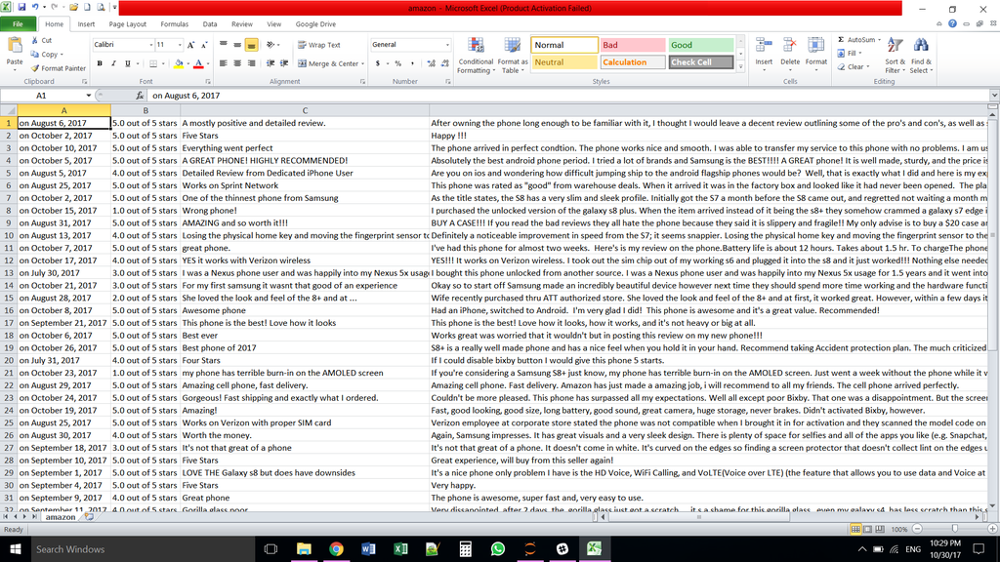 amazon - Microsoft Excel (Product Activation Failed)
File Home Insert Page Layout Formulas Data Review View Google Drive
Cut
Copy
Format Painter
Paste
Clipboard
Calibri 11
B I U
Font
Wrap Text
Merge & Center
Alignment
General
$ % ,
Number
Conditional Formatting
Format as Table
Normal Bad Good
Neutral Calculation Check Cell
Styles
Insert Delete Format
Cells
AutoSum
Fill
Clear
Sort & Filter
Find & Select
Editing
A1 fx on August 6, 2017
A B C
1 on August 6, 2017 5.0 out of 5 stars A mostly positive and detailed review. After owning the phone long enough to be familiar with it, I thought I would leave a decent review outlining some of the pro's and con's, as well as
2 on October 2, 2017 5.0 out of 5 stars Five Stars Happy !!!
3 on October 10, 2017 5.0 out of 5 stars Everything went perfect The phone arrived in perfect condtion. The phone works nice and smooth. I was able to transfer my service to this phone with no problems. I am us
4 on October 5, 2017 5.0 out of 5 stars A GREAT PHONE! HIGHLY RECOMMENDED! Absolutely the best android phone period. I tried a lot of brands and Samsung is the BEST!!!! A GREAT phone! It is well made, sturdy, and the price is
5 on August 5, 2017 4.0 out of 5 stars Detailed Review from Dedicated iPhone User Are you on ios and wondering how difficult jumping ship to the android flagship phones would be? Well, that is exactly what I did and here is my ex
6 on August 25, 2017 5.0 out of 5 stars Works on Sprint Network This phone was rated as "good" from warehouse deals. When it arrived it was in the factory box and looked like it had never been opened. The pla
7 on October 2, 2017 5.0 out of 5 stars One of the thinnest phone from Samsung As the title states, the S8 has a very slim and sleek profile. Initially got the S7 a month before the S8 came out, and regretted not waiting a month m
8 on October 15, 2017 1.0 out of 5 stars Wrong phone! I purchased the unlocked version of the galaxy s8 plus. When the item arrived instead of it being the s8+ they somehow crammed a galaxy s7 edge i
9 on August 31, 2017 5.0 out of 5 stars AMAZING and so worth it!!! BUY A CASE!!! If you read the bad reviews they all hate the phone because they said it is slippery and fragile!! My only advise is to buy a $20 case ar
10 on August 13, 2017 4.0 out of 5 stars Losing the physical home key and moving the fingerprint sensor to Definitely a noticeable improvement in speed from the S7; it seems snappier. Losing the physical home key and moving the fingerprint sensor to the
11 on October 7, 2017 5.0 out of 5 stars great phone. I've had this phone for almost two weeks. Here's is my review on the phone.Battery life is about 12 hours. Takes about 1.5 hr. To chargeThe phone
12 on October 17, 2017 4.0 out of 5 stars YES it works with Verizon wireless YES!!! It works on Verizon wireless. I took out the sim chip out of my working s6 and plugged it into the s8 and it just worked!!! Nothing else needed
13 on July 30, 2017 3.0 out of 5 stars I was a Nexus phone user and was happily into my Nexus 5x usag I bought this phone unlocked from another source. I was a Nexus phone user and was happily into my Nexus 5x usage for 1.5 years and it went into
14 on October 21, 2017 3.0 out of 5 stars For my first samsung it wasnt that good of an experience Okay so to start off Samsung made an incredibly beautiful device however next time they should spend more time working and the hardware funct
15 on August 28, 2017 2.0 out of 5 stars She loved the look and feel of the 8+ and at ... Wife recently purchased thru ATT authorized store. She loved the look and feel of the 8+ and at first, it worked great. However, within a few days it
16 on October 8, 2017 5.0 out of 5 stars Awesome phone Had an iPhone, switched to Android. I'm very glad I did! This phone is awesome and it's a great value. Recommended!
17 on September 21, 2017 5.0 out of 5 stars This phone is the best! Love how it looks This phone is the best! Love how it looks, how it works, and it's not heavy or big at all.
18 on October 6, 2017 5.0 out of 5 stars Best ever Works great was worried that it wouldn't but in posting this review on my new phone!!!
19 on October 26, 2017 5.0 out of 5 stars Best phone of 2017 S8+ is a really well made phone and has a nice feel when you hold it in your hand. Recommend taking Accident protection plan. The much criticized
20 on July 31, 2017 4.0 out of 5 stars Four Stars If I could disable bixby button I would give this phone 5 stars.
21 on October 23, 2017 1.0 out of 5 stars my phone has terrible burn-in on the AMOLED screen If you're considering a Samsung S8+ just know, my phone has terrible burn-in on the AMOLED screen. Just went a week without the phone while it w
22 on August 29, 2017 5.0 out of 5 stars Amazing cell phone, fast delivery. Amazing cell phone. Fast delivery. Amazon has just made a amazing job, i will recommend to all my friends. The cell phone arrived perfectly.
23 on October 24, 2017 5.0 out of 5 stars Gorgeous! Fast shipping and exactly what I ordered. Couldn't be more pleased. This phone has surpassed all my expectations. Well all except poor Bixby. That one was a disappointment. But the scree
24 on October 19, 2017 5.0 out of 5 stars Amazing! Fast, good looking, good size, long battery, good sound, great camera, huge storage, never brakes. Didn't activated Bixby, however.
25 on August 25, 2017 5.0 out of 5 stars Works on Verizon with proper SIM card Verizon employee at corporate store stated the phone was not compatible when I brought it in for activation and they scanned the model code on
26 on August 30, 2017 4.0 out of 5 stars Worth the money. Again, Samsung impresses. It has great visuals and a very sleek design. There is plenty of space for selfies and all of the apps you like (e.g. Snapchat,
27 on September 18, 2017 3.0 out of 5 stars It's not that great of a phone It's not that great of a phone. It doesn't come in white. It's curved on the edges so finding a screen protector that doesn't collect lint on the edges u
28 on September 10, 2017 5.0 out of 5 stars Five Stars Great experience, will buy from this seller again!
29 on September 1, 2017 5.0 out of 5 stars LOVE THE Galaxy s8 but does have downsides It's a nice phone only problem I have is the HD Voice, WiFi Calling, and VoLTE(Voice over LTE) (the feature that allows you to use data and Voice at
30 on September 4, 2017 5.0 out of 5 stars Five Stars Very happy.
31 on September 9, 2017 4.0 out of 5 stars Great phone The phone is awesome, super fast and, very easy to use.
32 on September 11, 2017 4.0 out of 5 stars Gorilla glass poor Very dissapointed, after 2 days, the gorilla glass just got a scratch
amazon
Ready 100%
Search Windows
ENG
10:29 PM
10/30/17